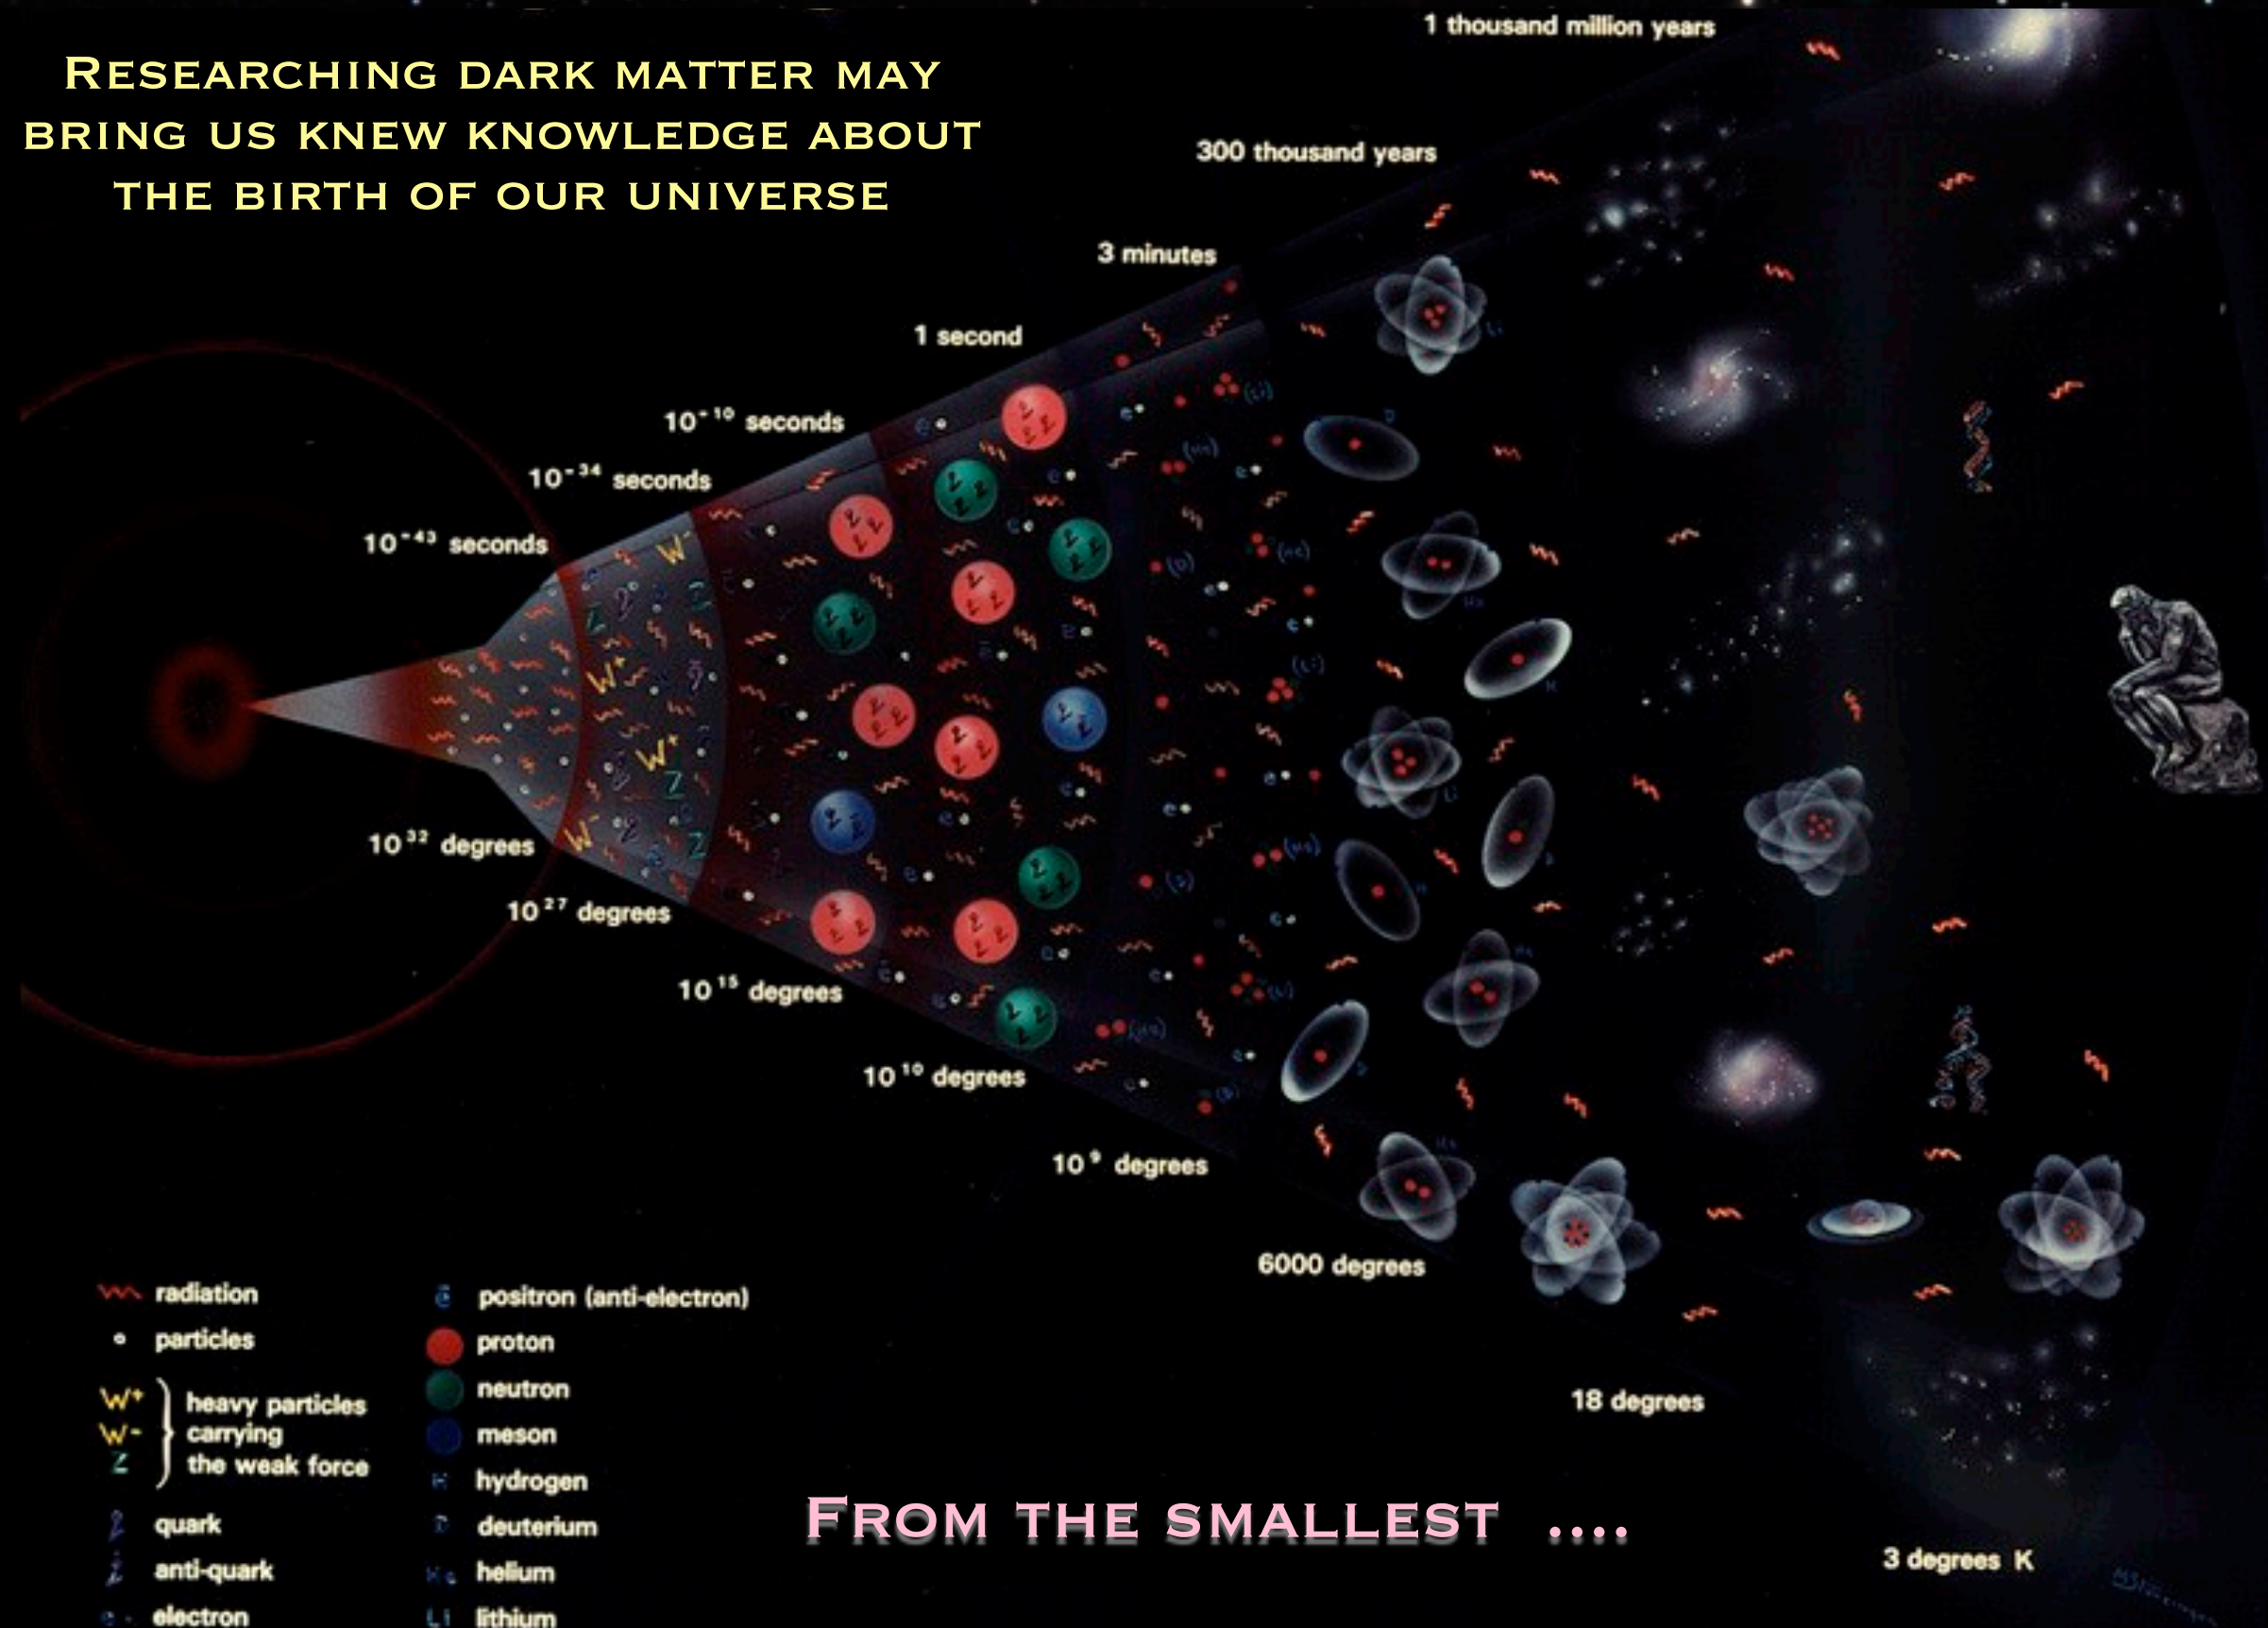 RESEARCHING DARK MATTER MAY
BRING US KNEW KNOWLEDGE ABOUT
THE BIRTH OF OUR UNIVERSE
1 thousand million years
300 thousand years
3 minutes
1 second
10⁻¹⁰ seconds
10⁻³⁴ seconds
10⁻⁴³ seconds
10³² degrees
10²⁷ degrees
10¹⁵ degrees
10¹⁰ degrees
10⁹ degrees
6000 degrees
18 degrees
3 degrees K
radiation
particles
W+ heavy particles
W- carrying
Z the weak force
quark
anti-quark
e electron
positron (anti-electron)
proton
neutron
meson
H hydrogen
D deuterium
He helium
Li lithium
FROM THE SMALLEST ....